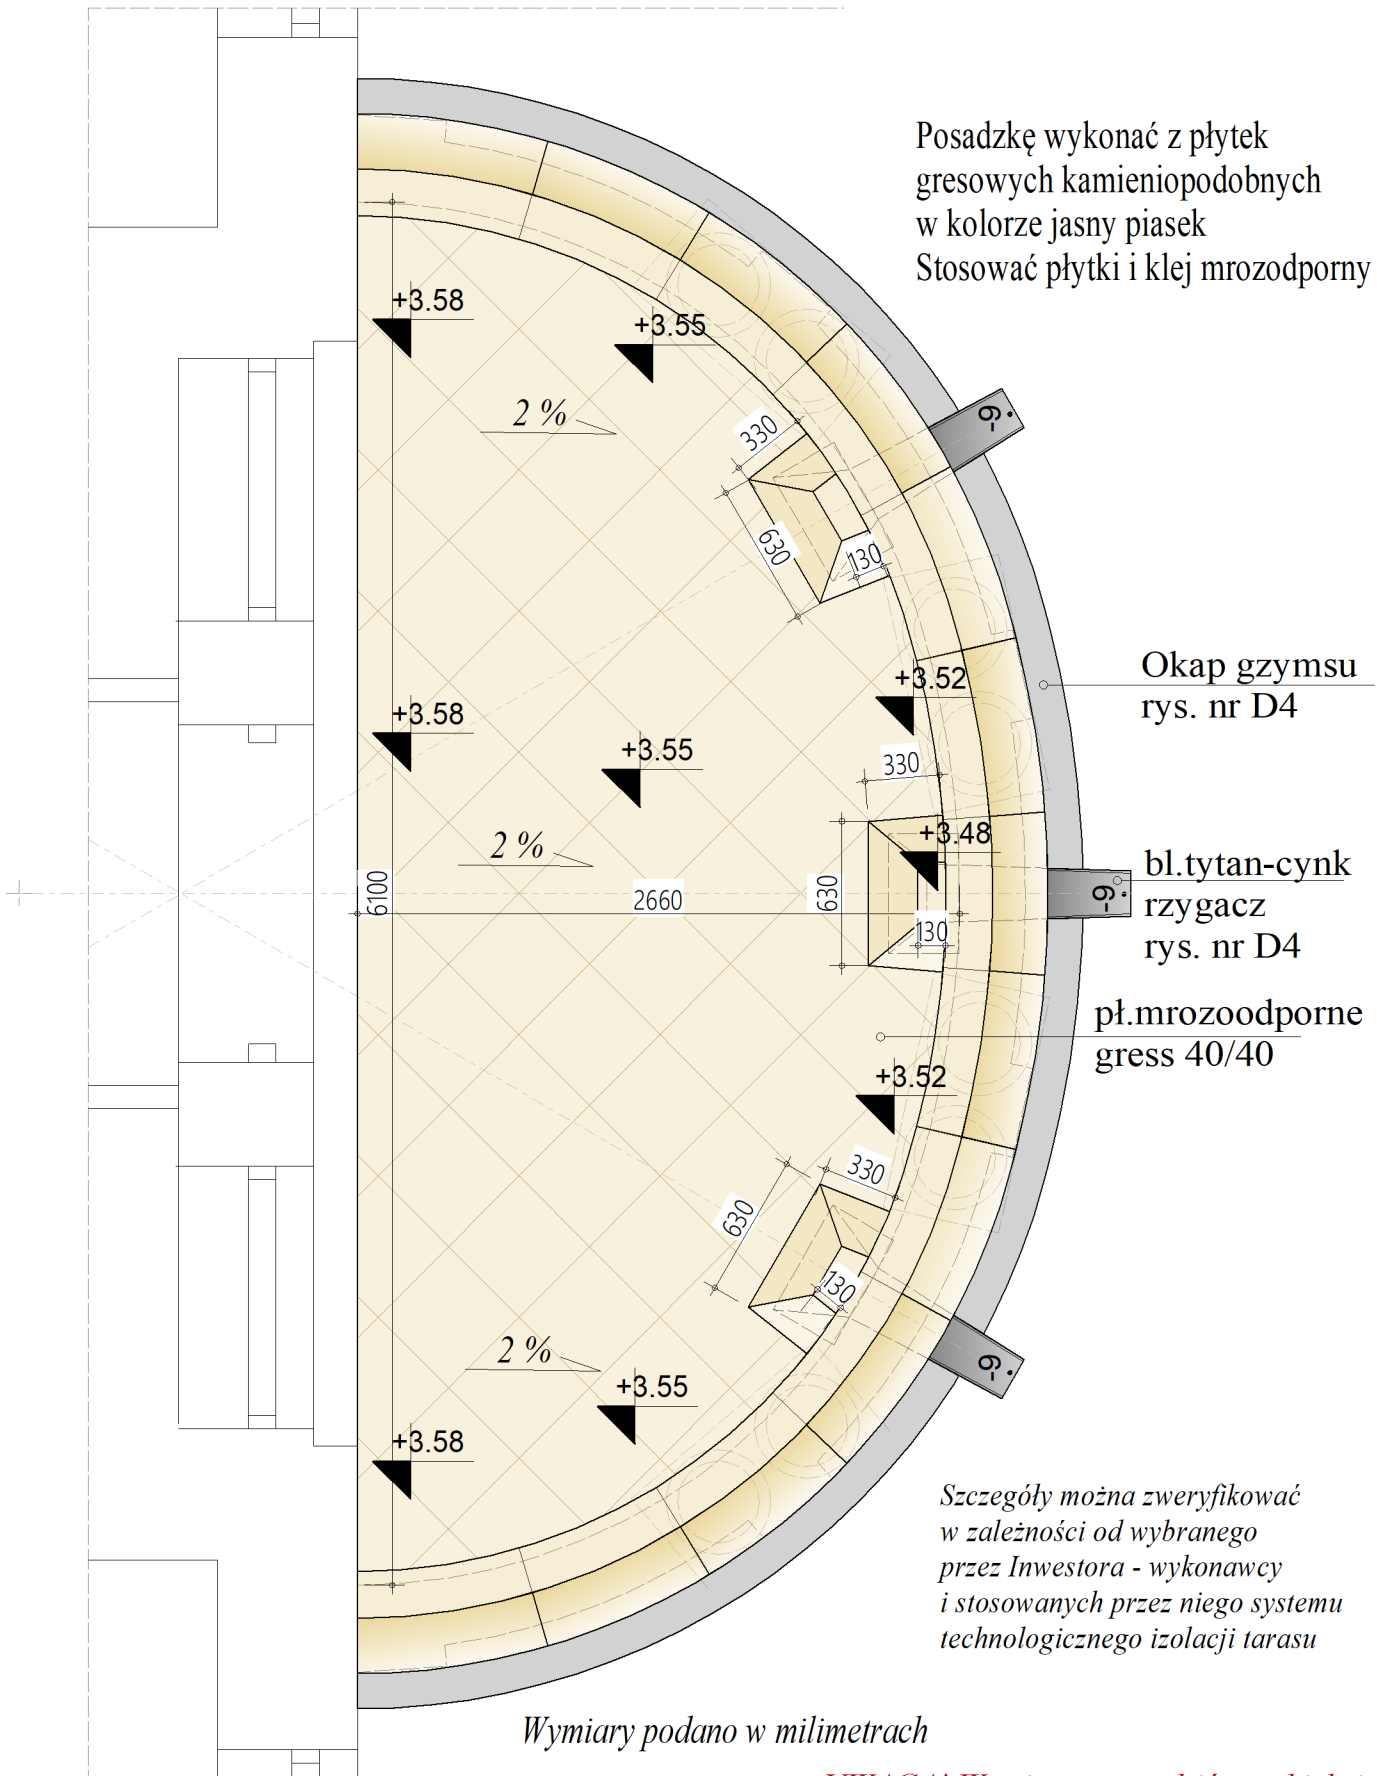 Posadzkę wykonać z płytek
gresowych kamieniopodobnych
w kolorze jasny piasek
Stosować płytki i klej mrozodporny
+3.58
+3.55
2 %
-9
330
630
130
Okap gzymsu
rys. nr D4
+3.52
+3.58
+3.55
330
2 %
+3.48
6100
2660
630
130
-9
bl.tytan-cynk
rzygacz
rys. nr D4
pł.mrozoodporne
gress 40/40
+3.52
330
630
130
2 %
-9
+3.55
+3.58
Szczegóły można zweryfikować
w zależności od wybranego
przez Inwestora - wykonawcy
i stosowanych przez niego systemu
technologicznego izolacji tarasu
Wymiary podano w milimetrach